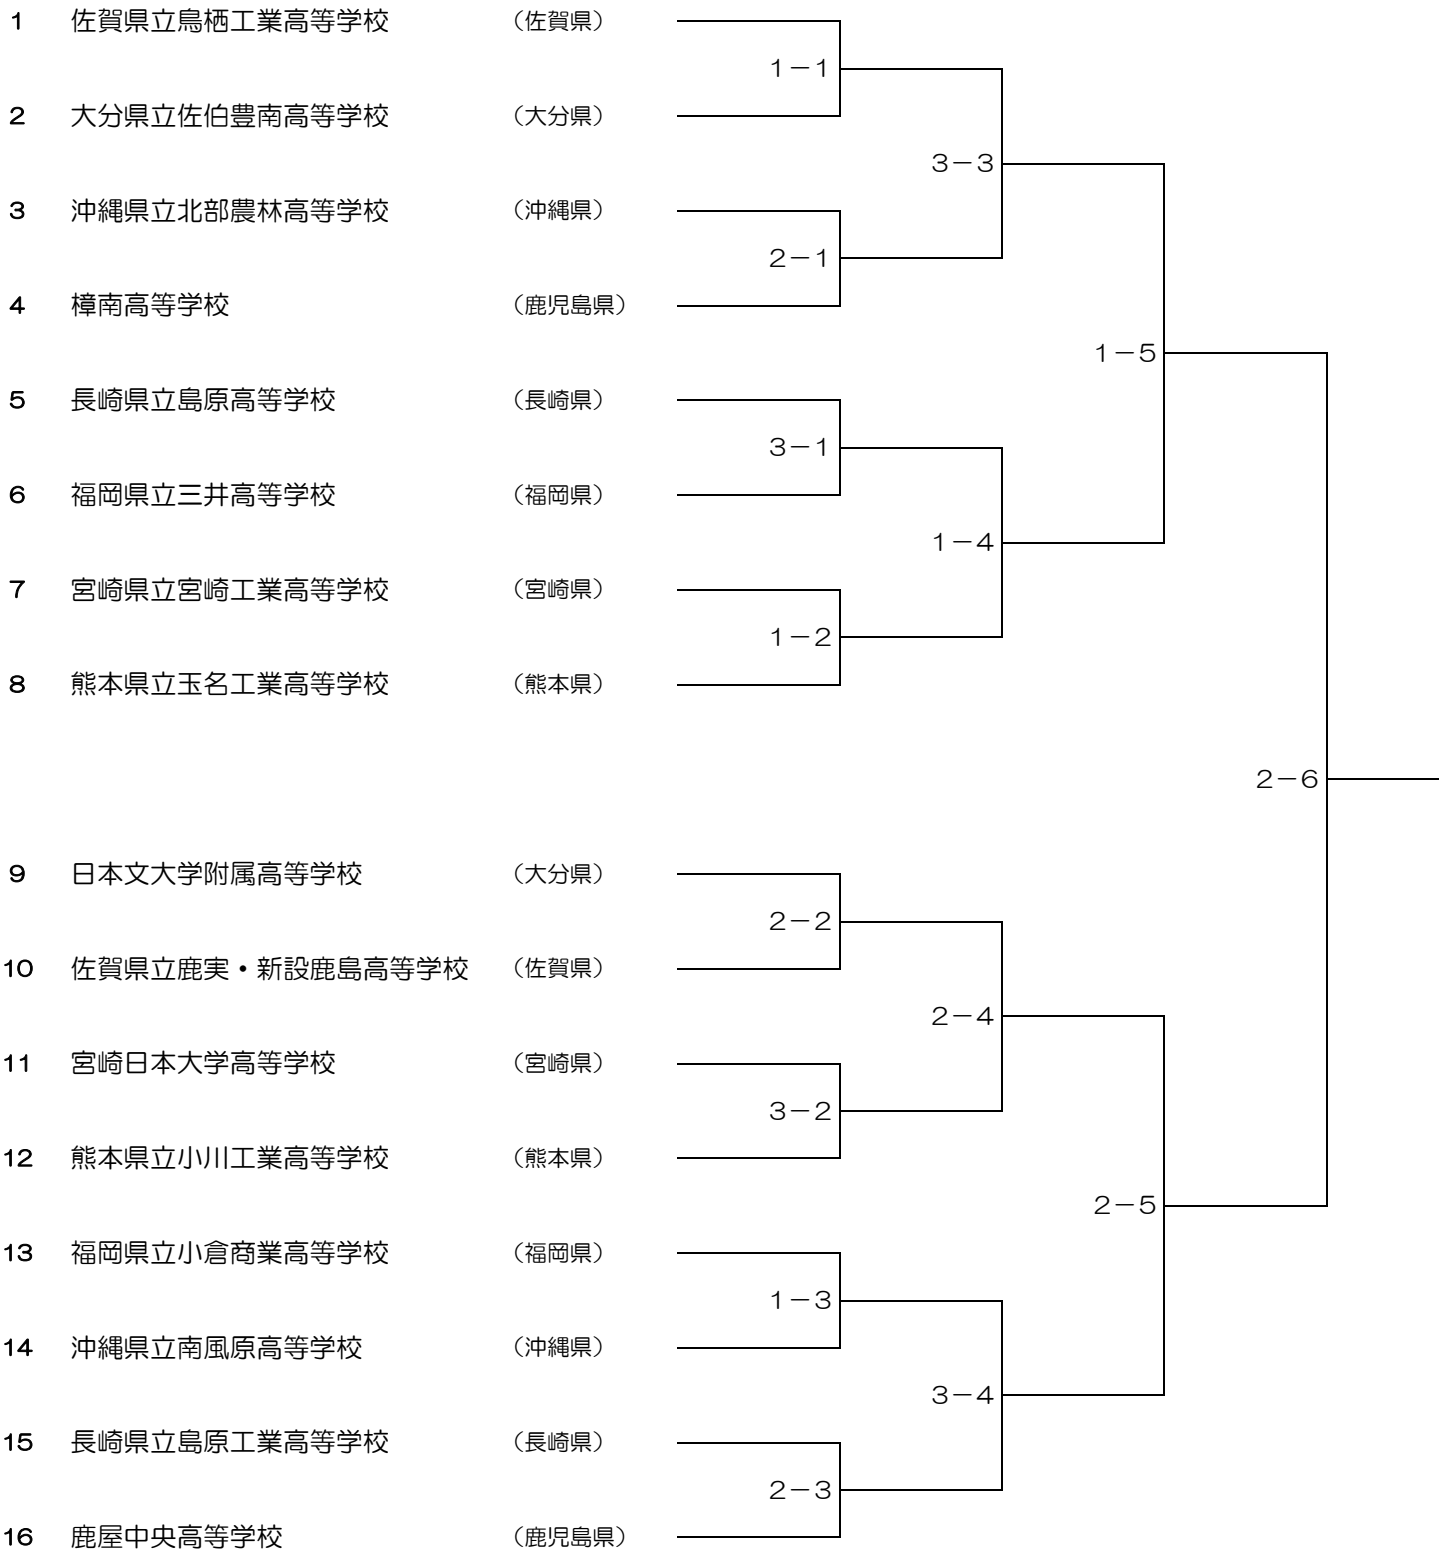 1 佐賀県立鳥栖工業高等学校 (佐賀県)
1－1
2 大分県立佐伯豊南高等学校 (大分県)
3－3
3 沖縄県立北部農林高等学校 (沖縄県)
2－1
4 樟南高等学校 (鹿児島県)
1－5
5 長崎県立島原高等学校 (長崎県)
3－1
6 福岡県立三井高等学校 (福岡県)
1－4
7 宮崎県立宮崎工業高等学校 (宮崎県)
1－2
8 熊本県立玉名工業高等学校 (熊本県)
2－6
9 日本文大学附属高等学校 (大分県)
2－2
10 佐賀県立鹿実・新設鹿島高等学校 (佐賀県)
2－4
11 宮崎日本大学高等学校 (宮崎県)
3－2
12 熊本県立小川工業高等学校 (熊本県)
2－5
13 福岡県立小倉商業高等学校 (福岡県)
1－3
14 沖縄県立南風原高等学校 (沖縄県)
3－4
15 長崎県立島原工業高等学校 (長崎県)
2－3
16 鹿屋中央高等学校 (鹿児島県)